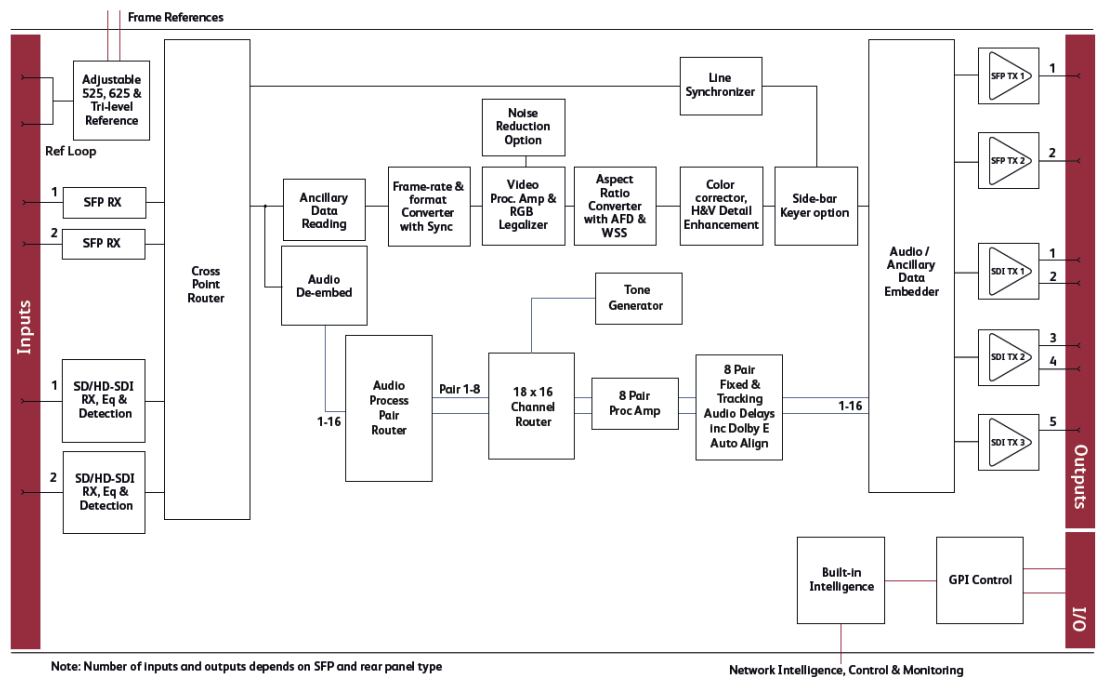 Frame References
Adjustable
525, 625 &
Tri-level
Reference
Ref Loop
Inputs
1
SFP RX
2
SFP RX
1
SD/HD-SDI
RX, Eq &
Detection
2
SD/HD-SDI
RX, Eq &
Detection
Cross
Point
Router
Line
Synchronizer
Noise
Reduction
Option
Ancillary
Data
Reading
Frame-rate &
format
Converter
with Sync
Video
Proc. Amp &
RGB
Legalizer
Aspect
Ratio
Converter
with AFD &
WSS
Color
corrector,
H&V Detail
Enhancement
Side-bar
Keyer option
Audio
De-embed
Tone
Generator
1-16
Audio
Process
Pair
Router
Pair 1-8
18 x 16
Channel
Router
8 Pair
Proc Amp
8 Pair
Fixed &
Tracking
Audio Delays
inc Dolby E
Auto Align
1-16
Audio /
Ancillary
Data
Embedder
SFP TX 1
1
SFP TX 2
2
SDI TX 1
1
2
SDI TX 2
3
4
SDI TX 3
5
Outputs
Built-in
Intelligence
GPI Control
I/O
Note: Number of inputs and outputs depends on SFP and rear panel type
Network Intelligence, Control & Monitoring